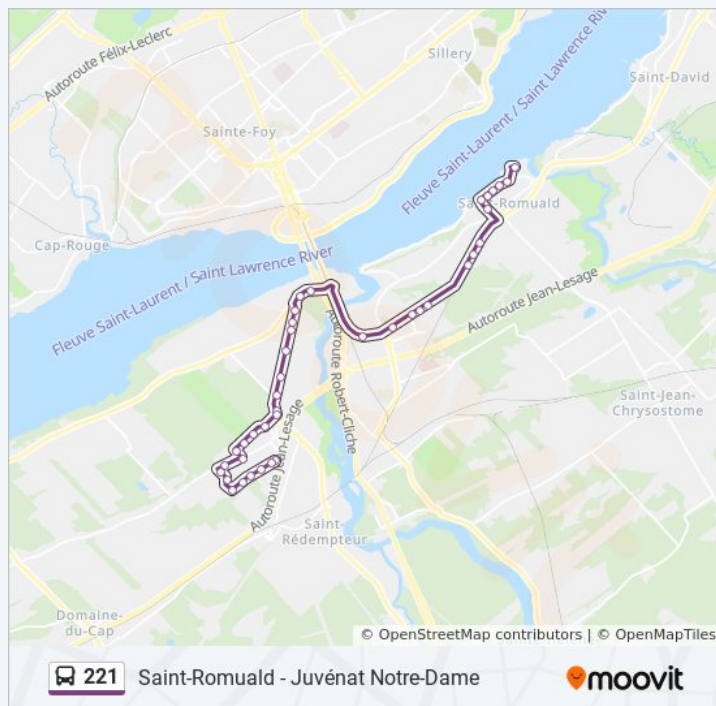 Autoroute Félix-Leclerc
Sillery
Saint-David
Sainte-Foy
Fleuve Saint-Laurent / Saint Lawrence River
Saint-Romuald
Cap-Rouge
Fleuve Saint-Laurent / Saint Lawrence River
Autoroute Jean-Lesage
Autoroute Robert-Cliche
Saint-Jean-
Chrysostome
Autoroute Jean-Lesage
Saint-
Rédempteur
Domaine-
du-Cap
© OpenStreetMap contributors | © OpenMapTiles
221 Saint-Romuald - Juvénat Notre-Dame
moovit